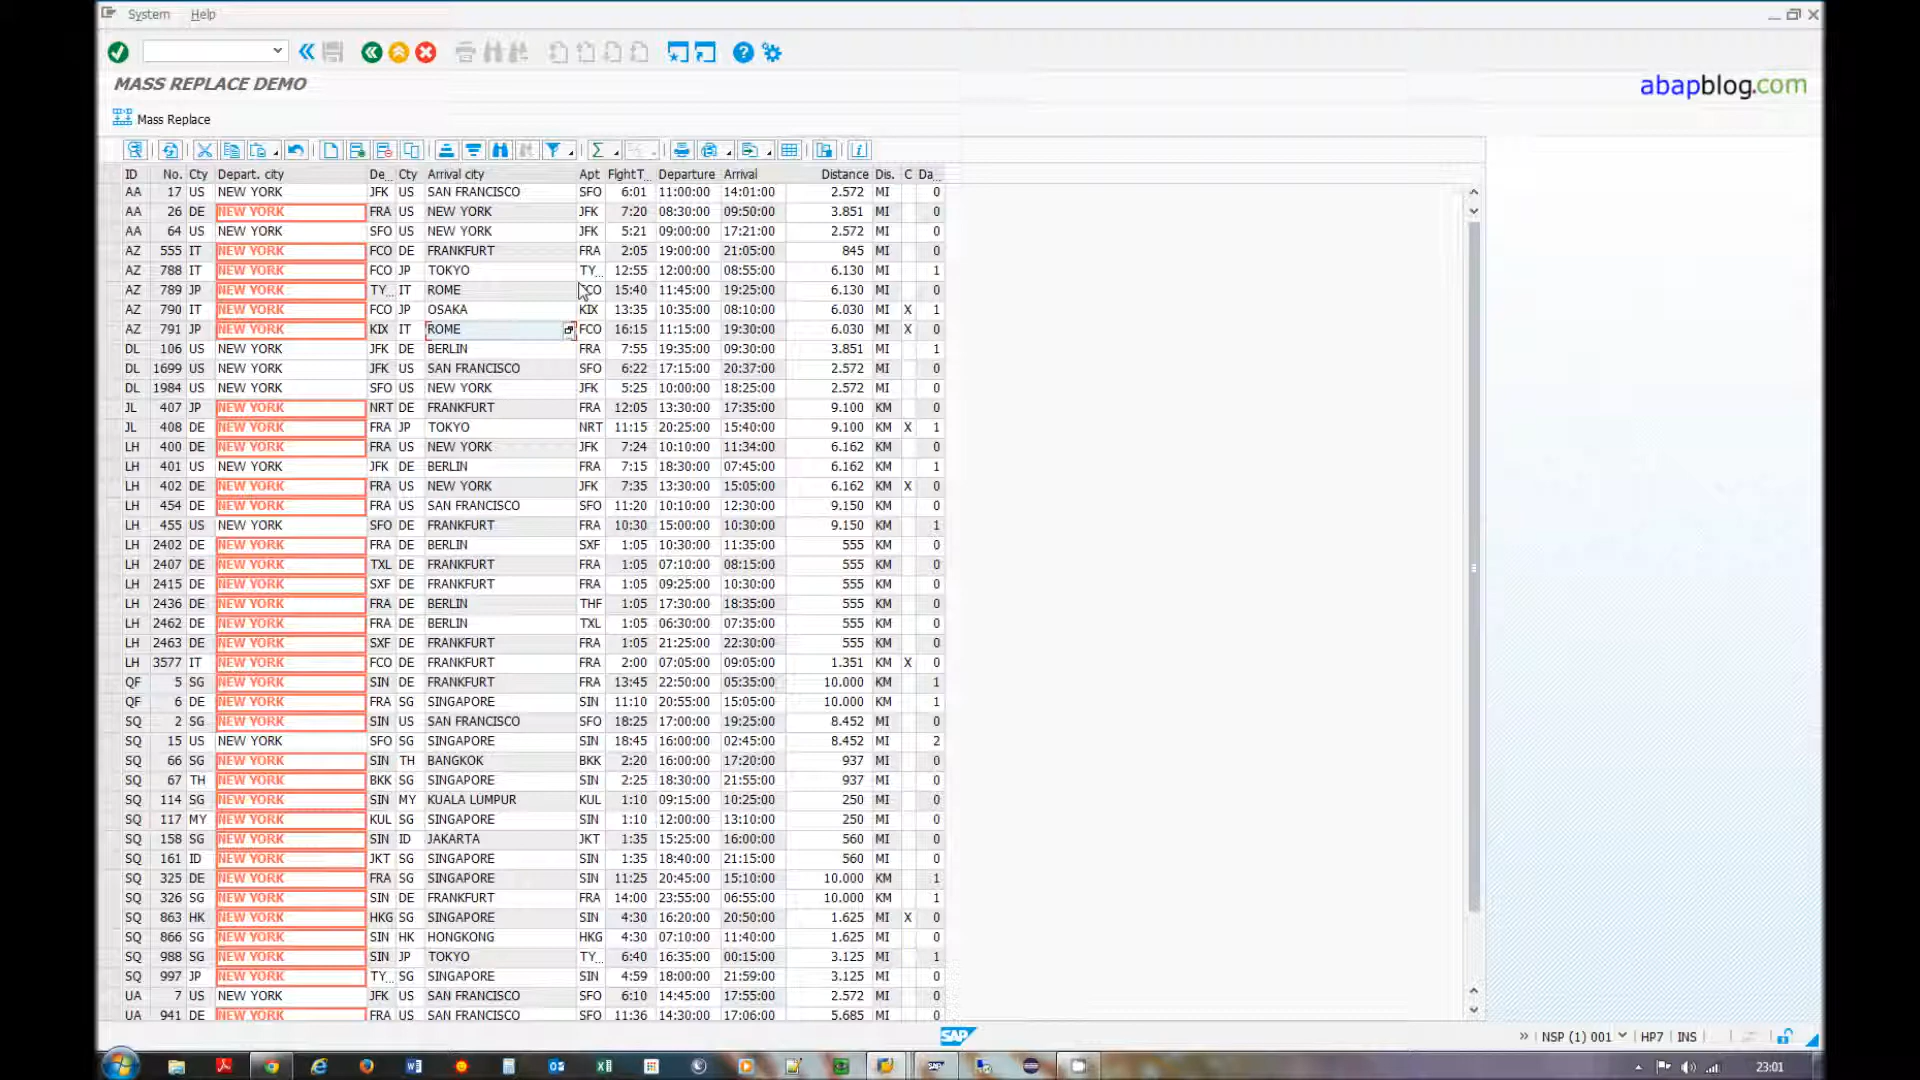 System Help
MASS REPLACE DEMO
abapblog.com
Mass Replace
ID No. Cty Depart. city De... Cty Arrival city Apt FlghtT... Departure Arrival Distance Dis. C Da...
AA 17 US NEW YORK JFK US SAN FRANCISCO SFO 6:01 11:00:00 14:01:00 2.572 MI 0
AA 26 DE NEW YORK FRA US NEW YORK JFK 7:20 08:30:00 09:50:00 3.851 MI 0
AA 64 US NEW YORK SFO US NEW YORK JFK 5:21 09:00:00 17:21:00 2.572 MI 0
AZ 555 IT NEW YORK FCO DE FRANKFURT FRA 2:05 19:00:00 21:05:00 845 MI 0
AZ 788 IT NEW YORK FCO JP TOKYO TY... 12:55 12:00:00 08:55:00 6.130 MI 1
AZ 789 JP NEW YORK TY... IT ROME CO 15:40 11:45:00 19:25:00 6.130 MI 0
AZ 790 IT NEW YORK FCO JP OSAKA KIX 13:35 10:35:00 08:10:00 6.030 MI X 1
AZ 791 JP NEW YORK KIX IT ROME FCO 16:15 11:15:00 19:30:00 6.030 MI X 0
DL 106 US NEW YORK JFK DE BERLIN FRA 7:55 19:35:00 09:30:00 3.851 MI 1
DL 1699 US NEW YORK JFK US SAN FRANCISCO SFO 6:22 17:15:00 20:37:00 2.572 MI 0
DL 1984 US NEW YORK SFO US NEW YORK JFK 5:25 10:00:00 18:25:00 2.572 MI 0
JL 407 JP NEW YORK NRT DE FRANKFURT FRA 12:05 13:30:00 17:35:00 9.100 KM 0
JL 408 DE NEW YORK FRA JP TOKYO NRT 11:15 20:25:00 15:40:00 9.100 KM X 1
LH 400 DE NEW YORK FRA US NEW YORK JFK 7:24 10:10:00 11:34:00 6.162 KM 0
LH 401 US NEW YORK JFK DE BERLIN FRA 7:15 18:30:00 07:45:00 6.162 KM 1
LH 402 DE NEW YORK FRA US NEW YORK JFK 7:35 13:30:00 15:05:00 6.162 KM X 0
LH 454 DE NEW YORK FRA US SAN FRANCISCO SFO 11:20 10:10:00 12:30:00 9.150 KM 0
LH 455 US NEW YORK SFO DE FRANKFURT FRA 10:30 15:00:00 10:30:00 9.150 KM 1
LH 2402 DE NEW YORK FRA DE BERLIN SXF 1:05 10:30:00 11:35:00 555 KM 0
LH 2407 DE NEW YORK TXL DE FRANKFURT FRA 1:05 07:10:00 08:15:00 555 KM 0
LH 2415 DE NEW YORK SXF DE FRANKFURT FRA 1:05 09:25:00 10:30:00 555 KM 0
LH 2436 DE NEW YORK FRA DE BERLIN THF 1:05 17:30:00 18:35:00 555 KM 0
LH 2462 DE NEW YORK FRA DE BERLIN TXL 1:05 06:30:00 07:35:00 555 KM 0
LH 2463 DE NEW YORK SXF DE FRANKFURT FRA 1:05 21:25:00 22:30:00 555 KM 0
LH 3577 IT NEW YORK FCO DE FRANKFURT FRA 2:00 07:05:00 09:05:00 1.351 KM X 0
QF 5 SG NEW YORK SIN DE FRANKFURT FRA 13:45 22:50:00 05:35:00 10.000 KM 1
QF 6 DE NEW YORK FRA SG SINGAPORE SIN 11:10 20:55:00 15:05:00 10.000 KM 1
SQ 2 SG NEW YORK SIN US SAN FRANCISCO SFO 18:25 17:00:00 19:25:00 8.452 MI 0
SQ 15 US NEW YORK SFO SG SINGAPORE SIN 18:45 16:00:00 02:45:00 8.452 MI 2
SQ 66 SG NEW YORK SIN TH BANGKOK BKK 2:20 16:00:00 17:20:00 937 MI 0
SQ 67 TH NEW YORK BKK SG SINGAPORE SIN 2:25 18:30:00 21:55:00 937 MI 0
SQ 114 SG NEW YORK SIN MY KUALA LUMPUR KUL 1:10 09:15:00 10:25:00 250 MI 0
SQ 117 MY NEW YORK KUL SG SINGAPORE SIN 1:10 12:00:00 13:10:00 250 MI 0
SQ 158 SG NEW YORK SIN ID JAKARTA JKT 1:35 15:25:00 16:00:00 560 MI 0
SQ 161 ID NEW YORK JKT SG SINGAPORE SIN 1:35 18:40:00 21:15:00 560 MI 0
SQ 325 DE NEW YORK FRA SG SINGAPORE SIN 11:25 20:45:00 15:10:00 10.000 KM 1
SQ 326 SG NEW YORK SIN DE FRANKFURT FRA 14:00 23:55:00 06:55:00 10.000 KM 1
SQ 863 HK NEW YORK HKG SG SINGAPORE SIN 4:30 16:20:00 20:50:00 1.625 MI X 0
SQ 866 SG NEW YORK SIN HK HONGKONG HKG 4:30 07:10:00 11:40:00 1.625 MI 0
SQ 988 SG NEW YORK SIN JP TOKYO TY... 6:40 16:35:00 00:15:00 3.125 MI 1
SQ 997 JP NEW YORK TY... SG SINGAPORE SIN 4:59 18:00:00 21:59:00 3.125 MI 0
UA 7 US NEW YORK JFK US SAN FRANCISCO SFO 6:10 14:45:00 17:55:00 2.572 MI 0
UA 941 DE NEW YORK FRA US SAN FRANCISCO SFO 11:36 14:30:00 17:06:00 5.685 MI 0
SAP NSP (1) 001 HP7 INS
23:01